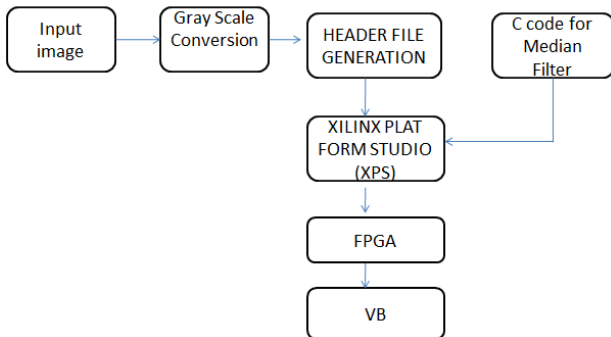 Input
image
Gray Scale
Conversion
HEADER FILE
GENERATION
C code for
Median
Filter
XILINX PLAT
FORM STUDIO
(XPS)
FPGA
VB